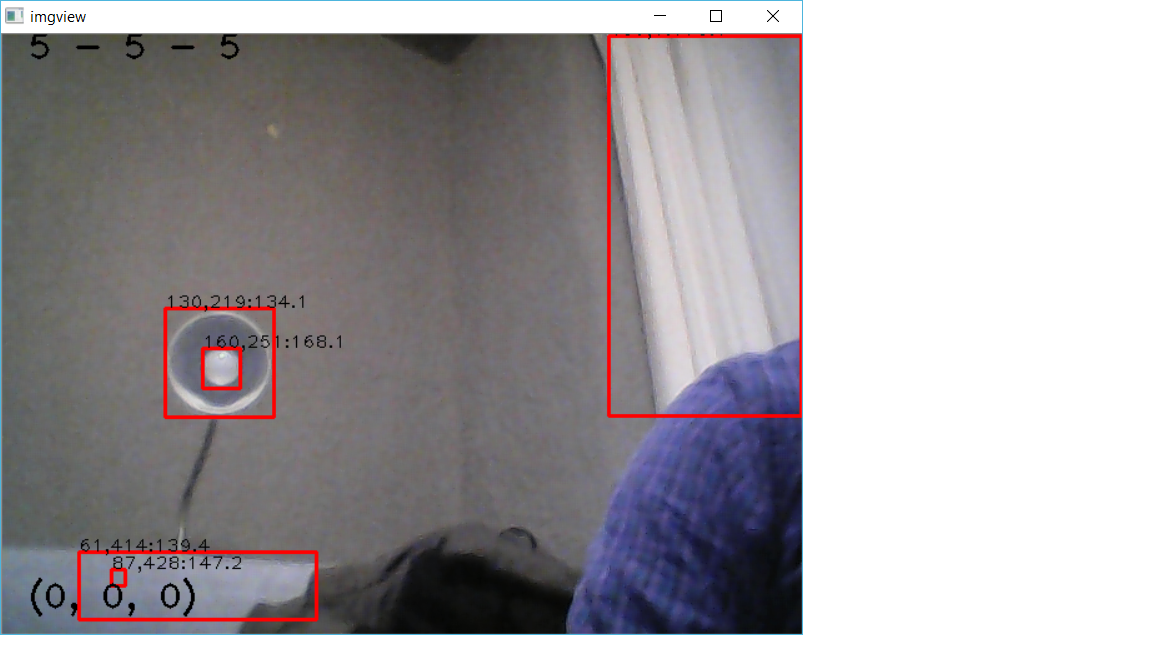 imgview
5 - 5 - 5
130,219:134.1
160,251:168.1
61,414:139.4
87,428:147.2
(0, 0, 0)